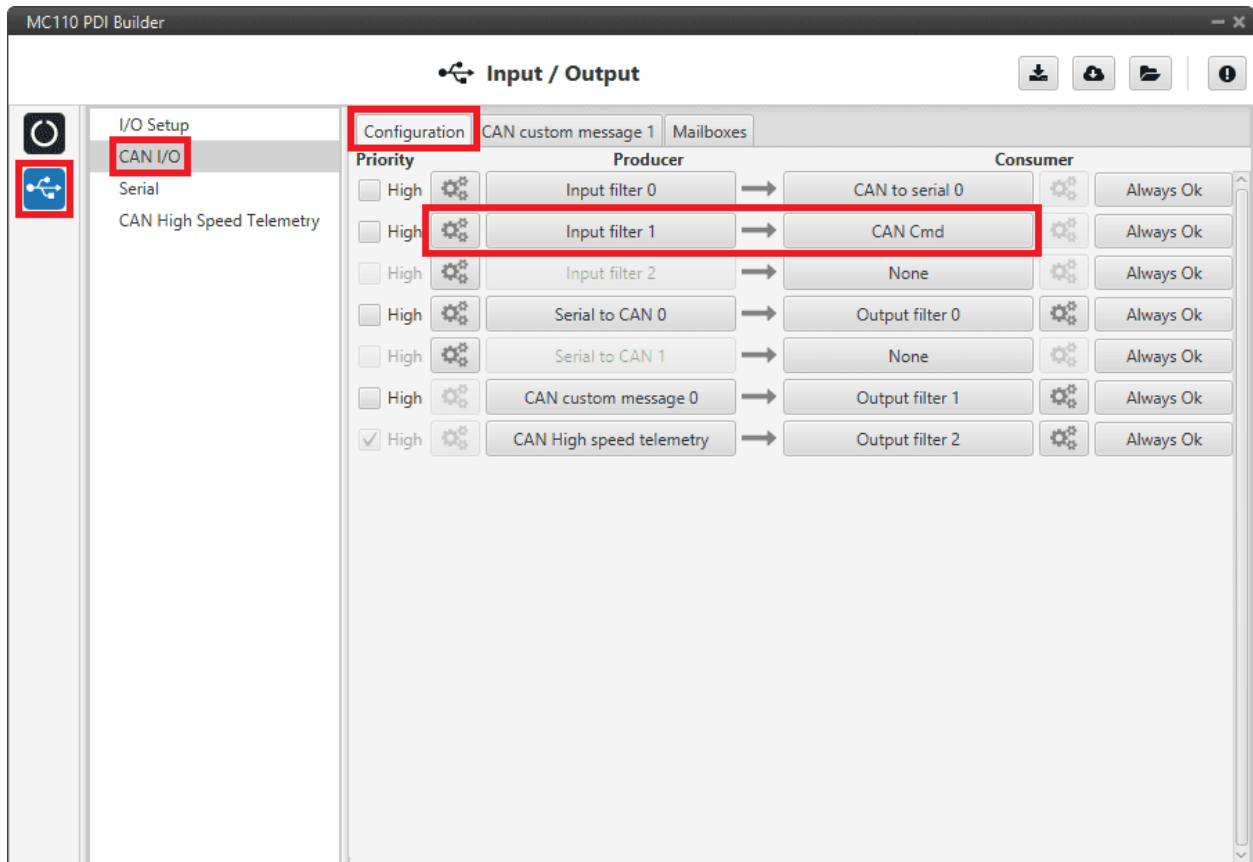 MC110 PDI Builder
Input / Output
I/O Setup
CAN I/O
Serial
CAN High Speed Telemetry
Configuration CAN custom message 1 Mailboxes
Priority Producer Consumer
High Input filter 0 CAN to serial 0 Always Ok
High Input filter 1 CAN Cmd Always Ok
High Input filter 2 None Always Ok
High Serial to CAN 0 Output filter 0 Always Ok
High Serial to CAN 1 None Always Ok
High CAN custom message 0 Output filter 1 Always Ok
High CAN High speed telemetry Output filter 2 Always Ok